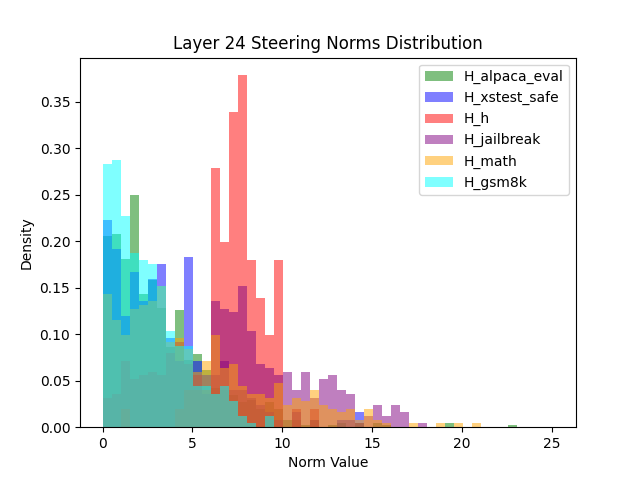 Layer 24 Steering Norms Distribution
H_alpaca_eval
H_xstest_safe
H_h
H_jailbreak
H_math
H_gsm8k
Density
0.35
0.30
0.25
0.20
0.15
0.10
0.05
0.00
0 5 10 15 20 25
Norm Value